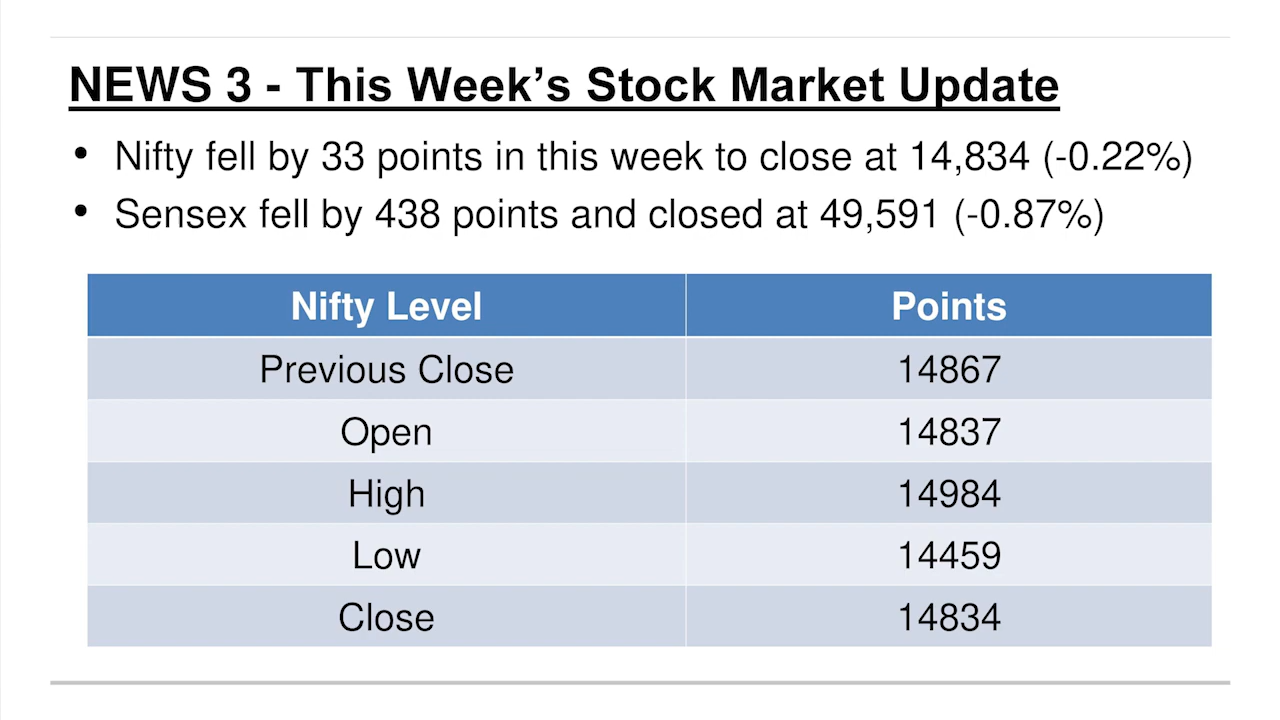 NEWS 3 - This Week’s Stock Market Update
• Nifty fell by 33 points in this week to close at 14,834 (-0.22%)
• Sensex fell by 438 points and closed at 49,591 (-0.87%)
Nifty Level Points
Previous Close 14867
Open 14837
High 14984
Low 14459
Close 14834